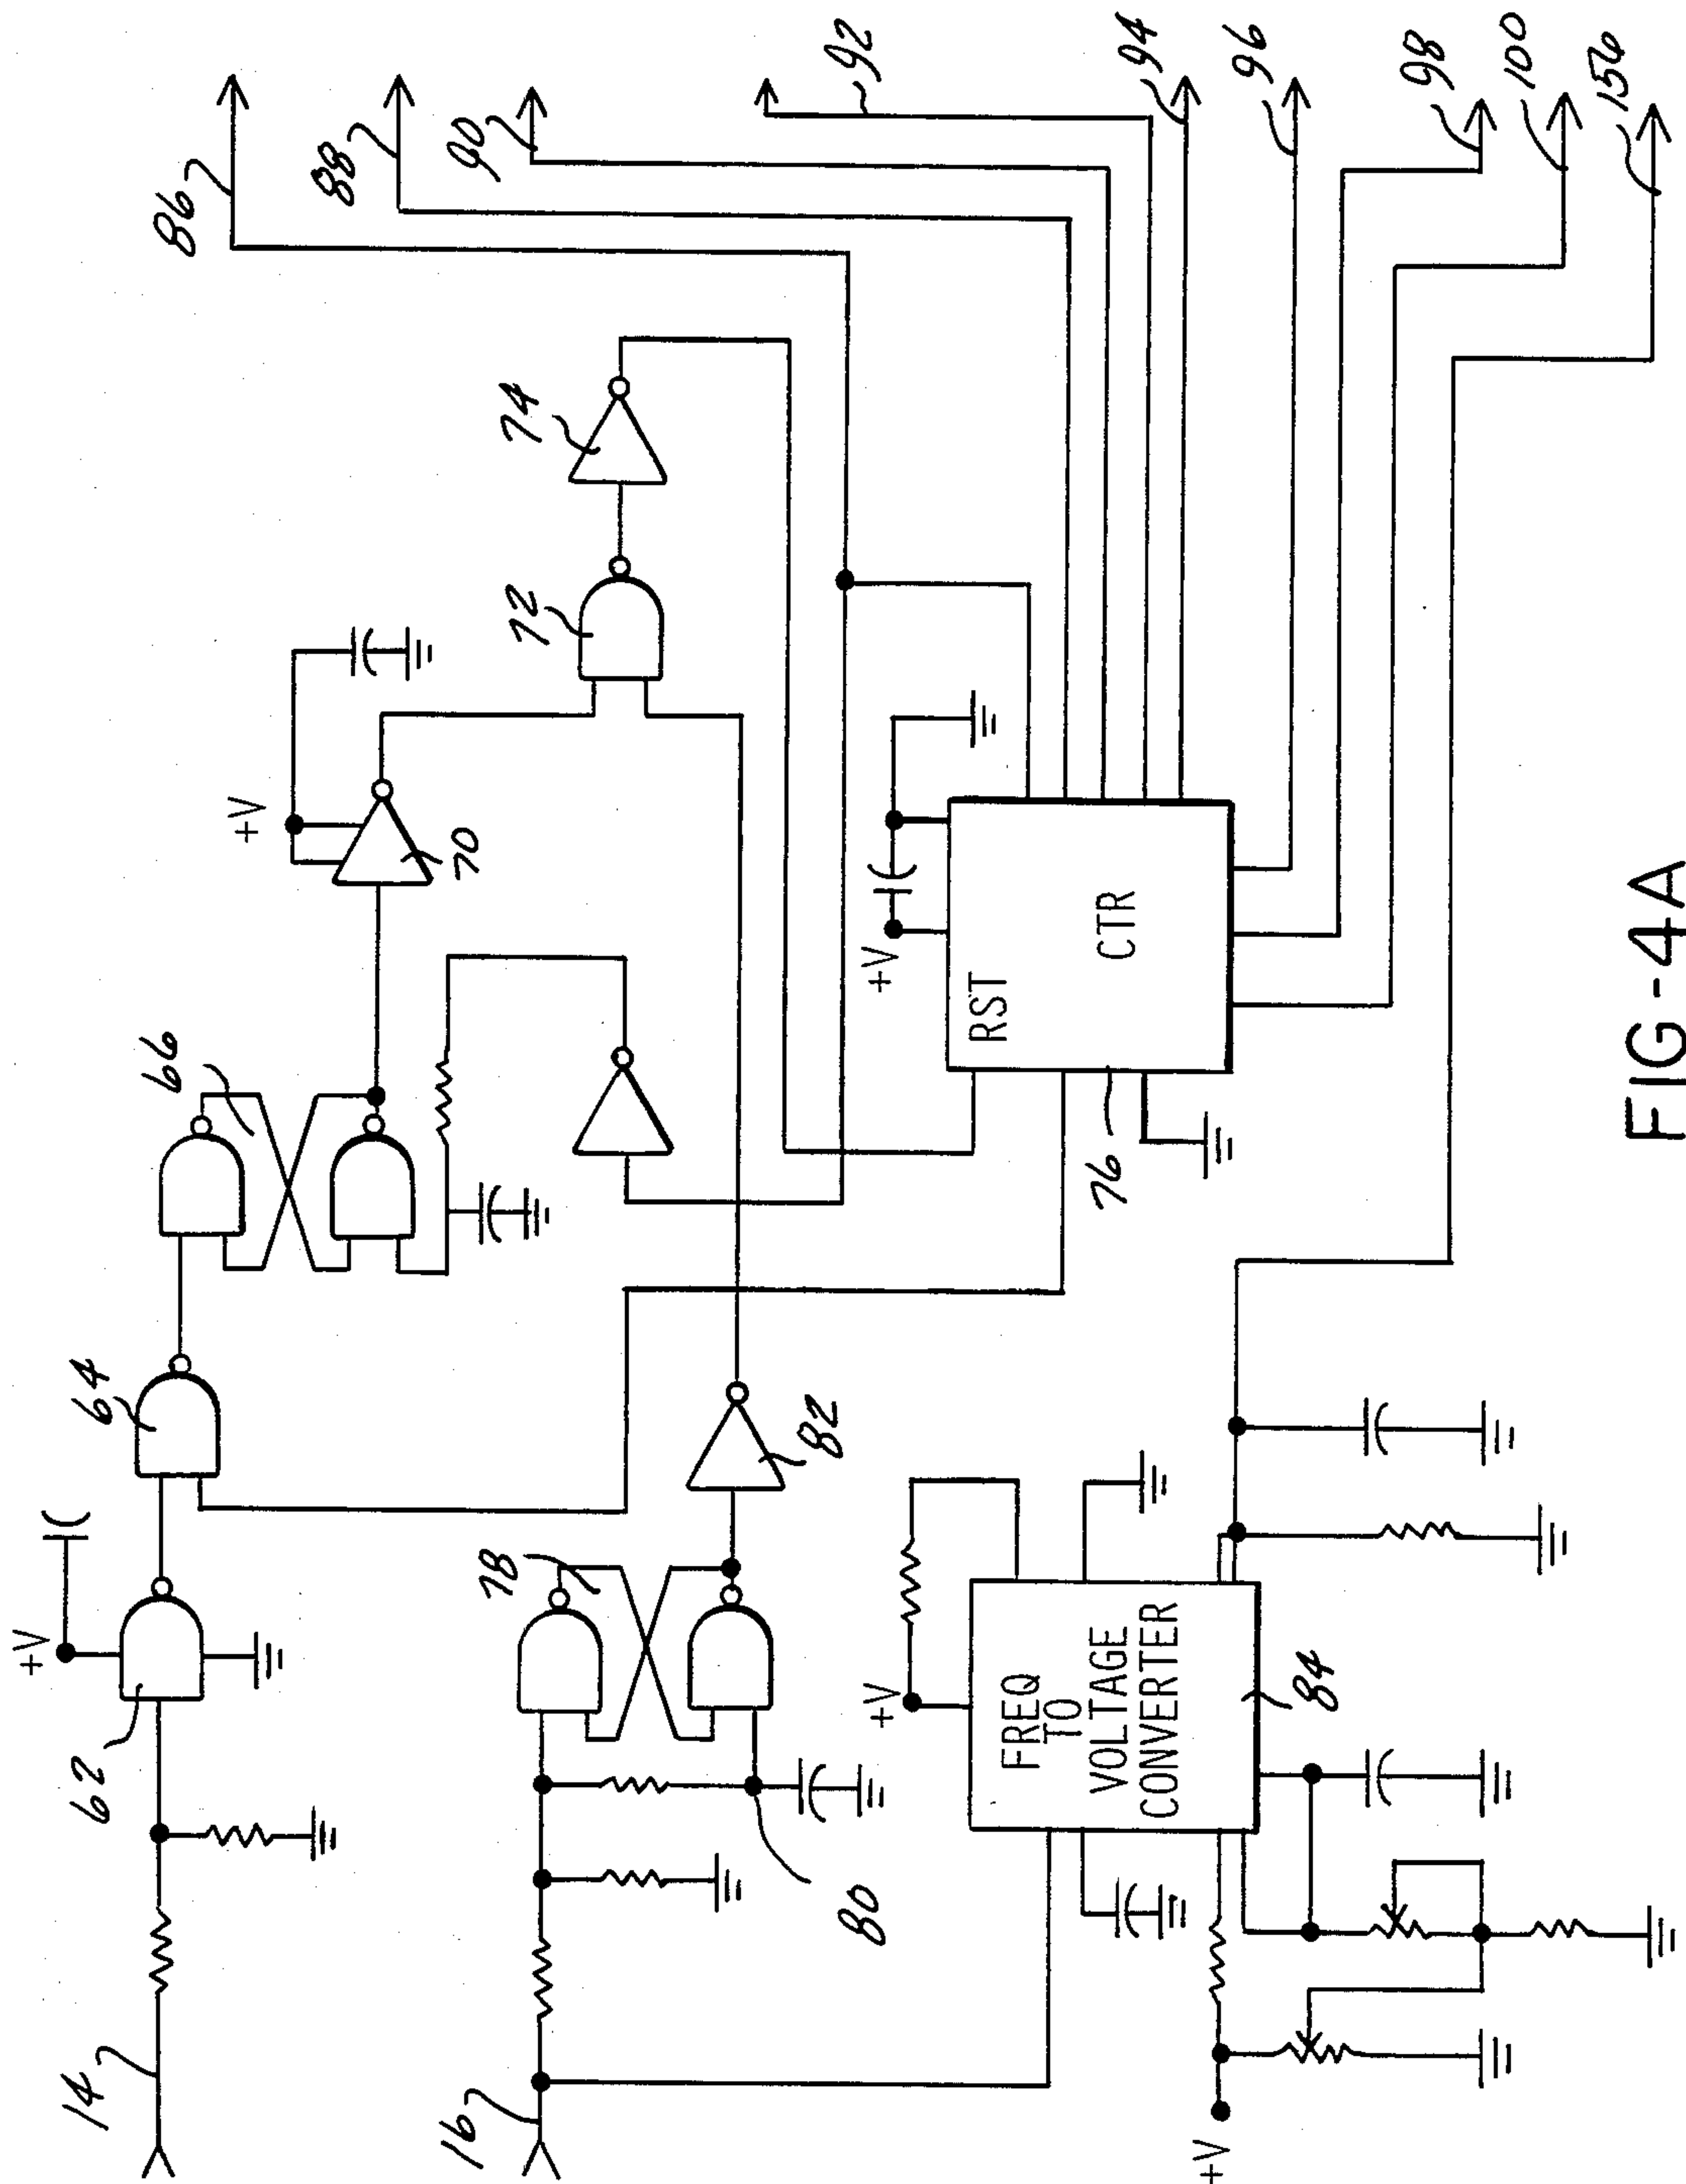 14
62
+V
64
66
+V
70
72
74
86
88
90
92
94
96
98
100
156
16
80
78
82
+V
RST
CTR
76
+V
FREQ
TO
VOLTAGE
CONVERTER
84
+V
FIG-4A